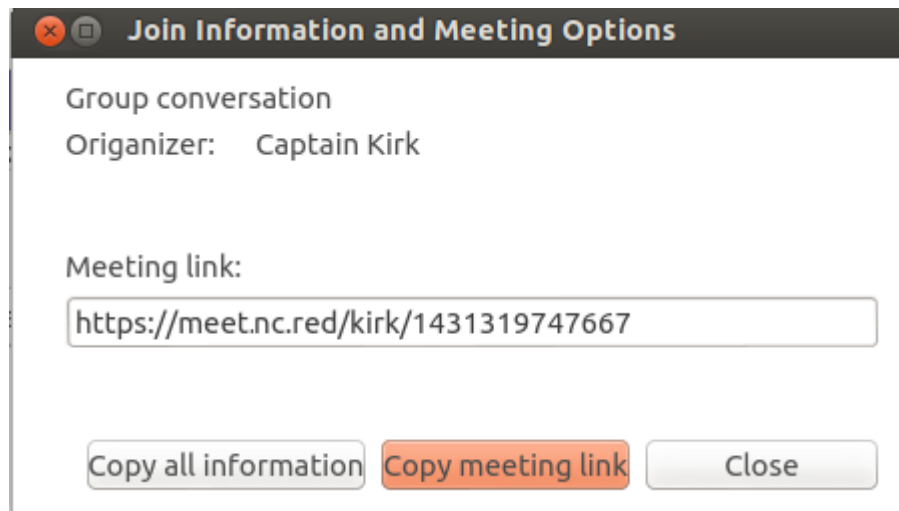 Join Information and Meeting Options
Group conversation
Origanizer: Captain Kirk
Meeting link:
https://meet.nc.red/kirk/1431319747667
Copy all information Copy meeting link Close